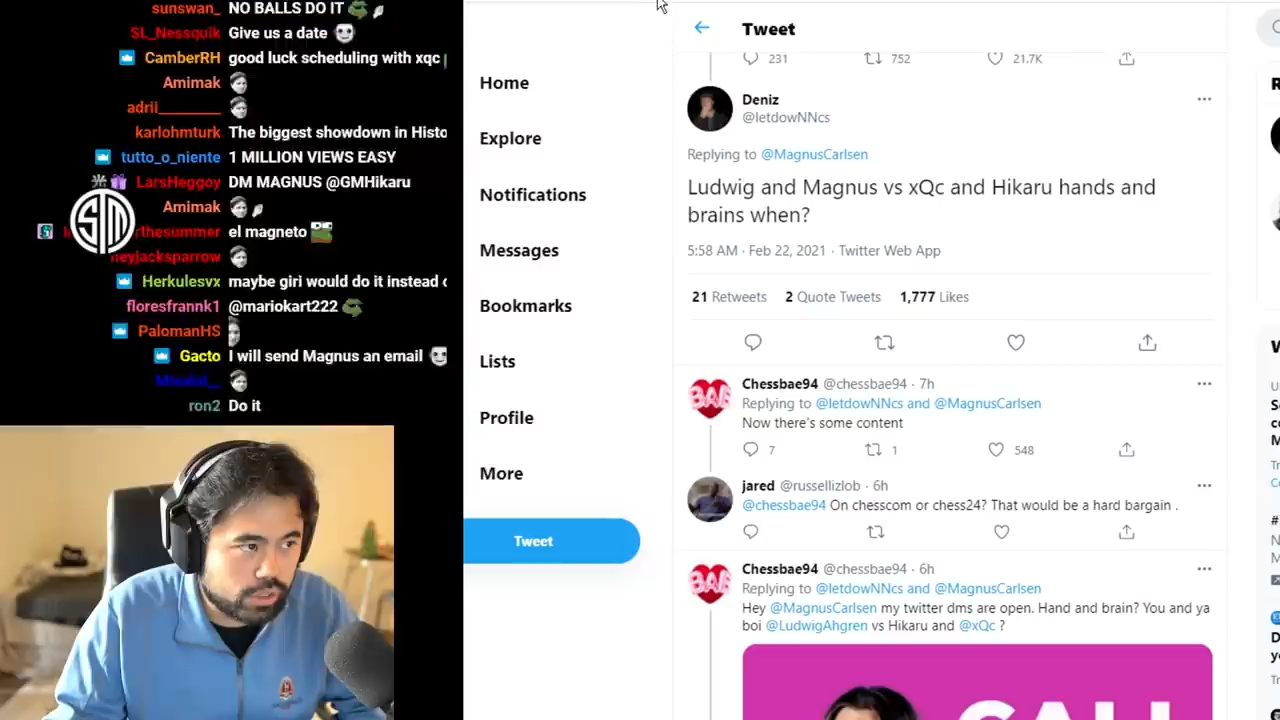 sunswan_ NO BALLS DO IT
SL_Nessquik Give us a date
CamberRH good luck scheduling with xqc
Amimak
adrii_______
karlohmturk The biggest showdown in Histo
tutto_o_niente 1 MILLION VIEWS EASY
LarsHeggoy DM MAGNUS @GMHikaru
Amimak
rthesummer el magneto
heyjacksparrow
Herkulesvx maybe giri would do it instead
floresfrannk1 @mariokart222
PalomanHS
Gacto I will send Magnus an email
ron2 Do it
TSM
Home
Explore
Notifications
Messages
Bookmarks
Lists
Profile
More
Tweet
Tweet
231 752 21.7K
Deniz
@letdowNNcs
Replying to @MagnusCarlsen
Ludwig and Magnus vs xQc and Hikaru hands and
brains when?
5:58 AM · Feb 22, 2021 · Twitter Web App
21 Retweets 2 Quote Tweets 1,777 Likes
Chessbae94 @chessbae94 · 7h
Replying to @letdowNNcs and @MagnusCarlsen
Now there's some content
7 1 548
jared @russellizlob · 6h
@chessbae94 On chesscom or chess24? That would be a hard bargain .
Chessbae94 @chessbae94 · 6h
Replying to @letdowNNcs and @MagnusCarlsen
Hey @MagnusCarlsen my twitter dms are open. Hand and brain? You and ya
boi @LudwigAhgren vs Hikaru and @xQc ?
BAE
BAE
CALL